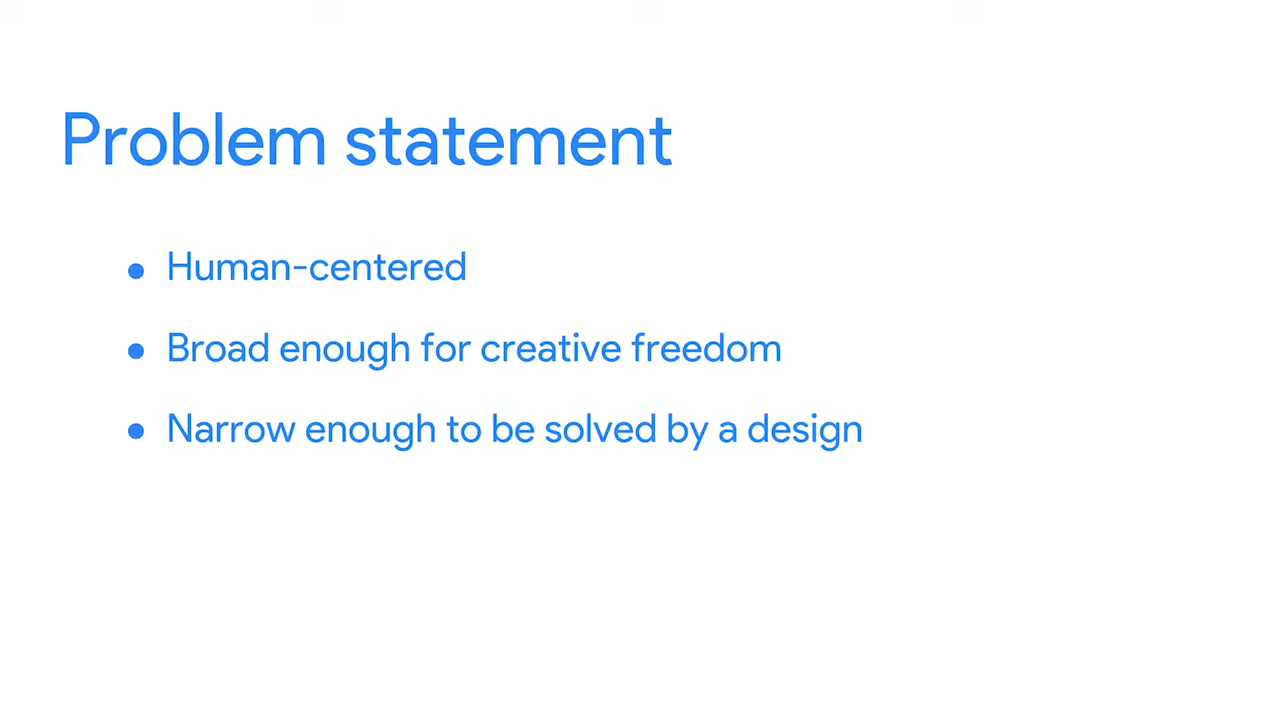 Problem statement
● Human-centered
● Broad enough for creative freedom
● Narrow enough to be solved by a design